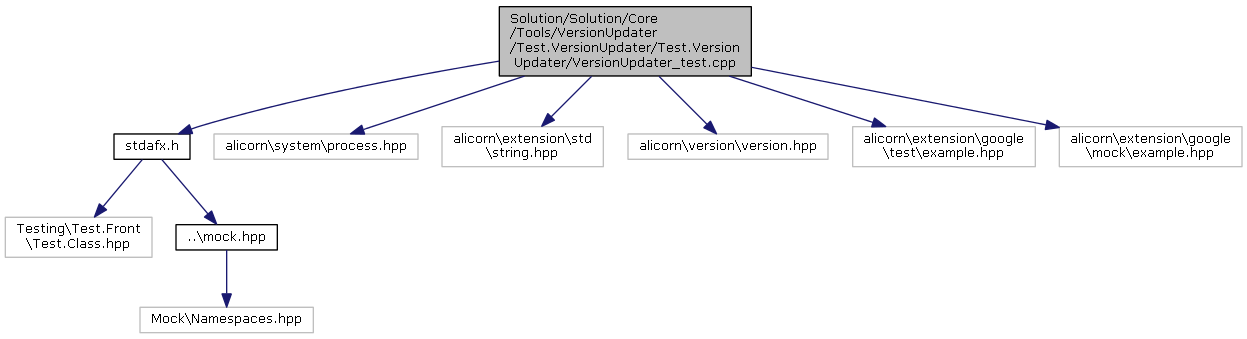 Solution/Solution/Core
/Tools/VersionUpdater
/Test.VersionUpdater/Test.Version
Updater/VersionUpdater_test.cpp
stdafx.h
alicorn\system\process.hpp
alicorn\extension\std
\string.hpp
alicorn\version\version.hpp
alicorn\extension\google
\test\example.hpp
alicorn\extension\google
\mock\example.hpp
Testing\Test.Front
\Test.Class.hpp
..\mock.hpp
Mock\Namespaces.hpp